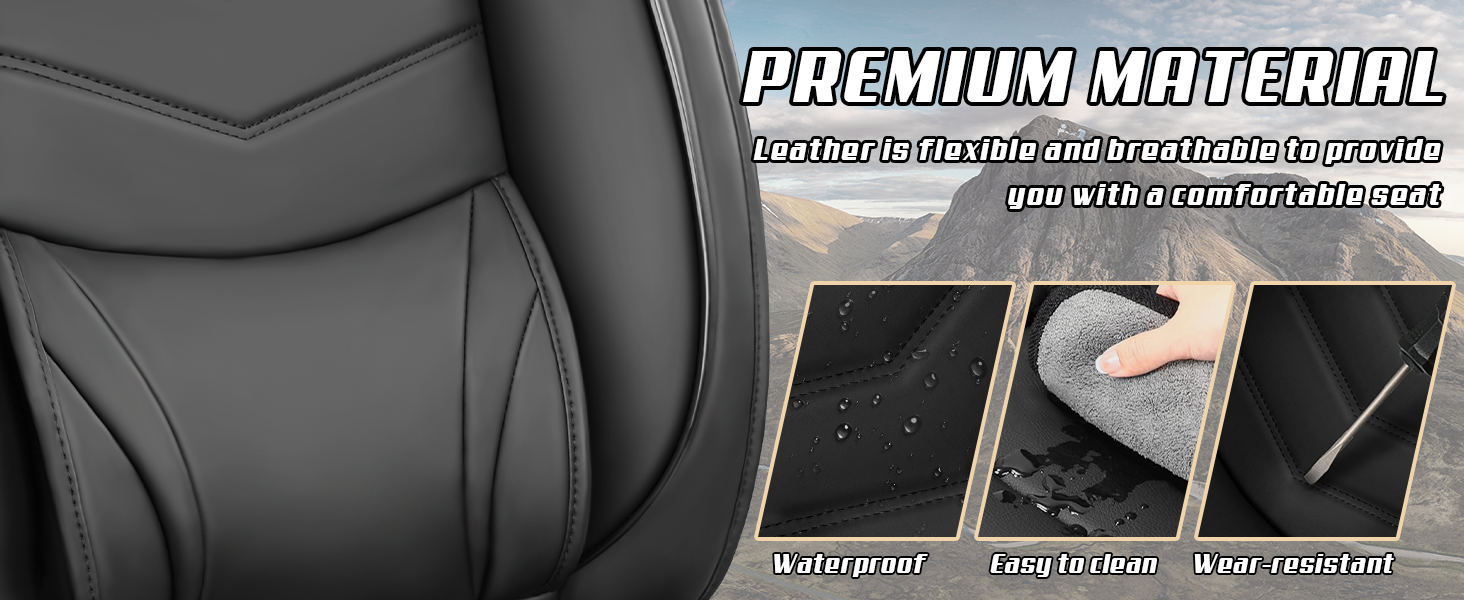 PREMIUM MATERIAL
Leather is flexible and breathable to provide
you with a comfortable seat
Waterproof
Easy to clean
Wear-resistant